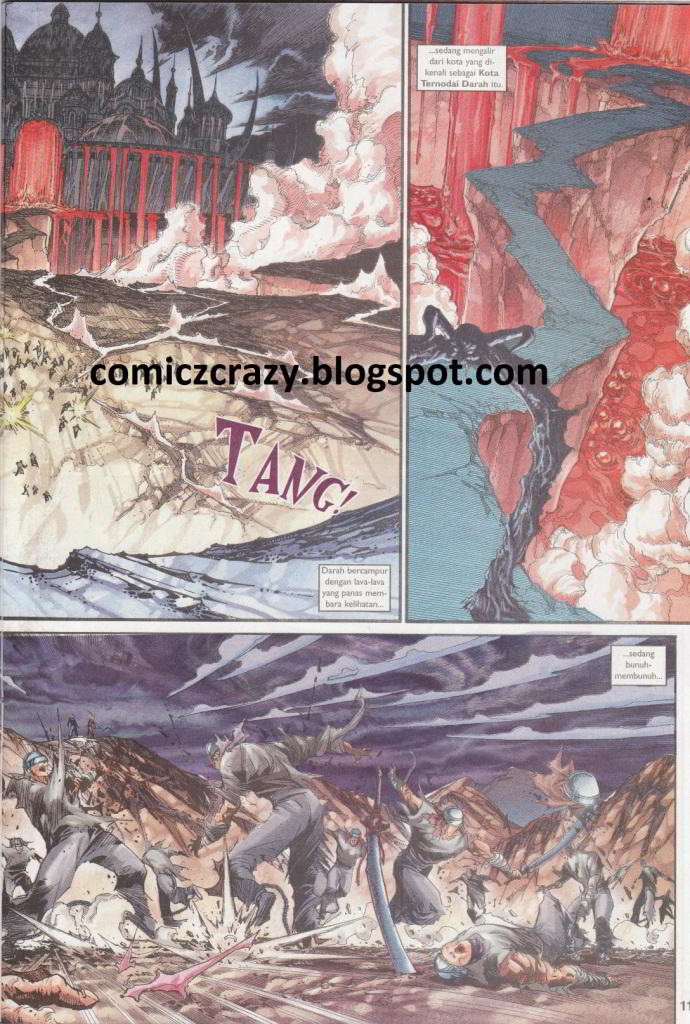 comiczcrazy.blogspot.com
TANG!
Darah bercampur
dengan lava-lava
yang panas mem-
bara kelihatan...
...sedang mengalir
dari kota yang di-
kenali sebagai Kota
Ternodai Darah itu.
...sedang
bunuh-
membunuh...
11